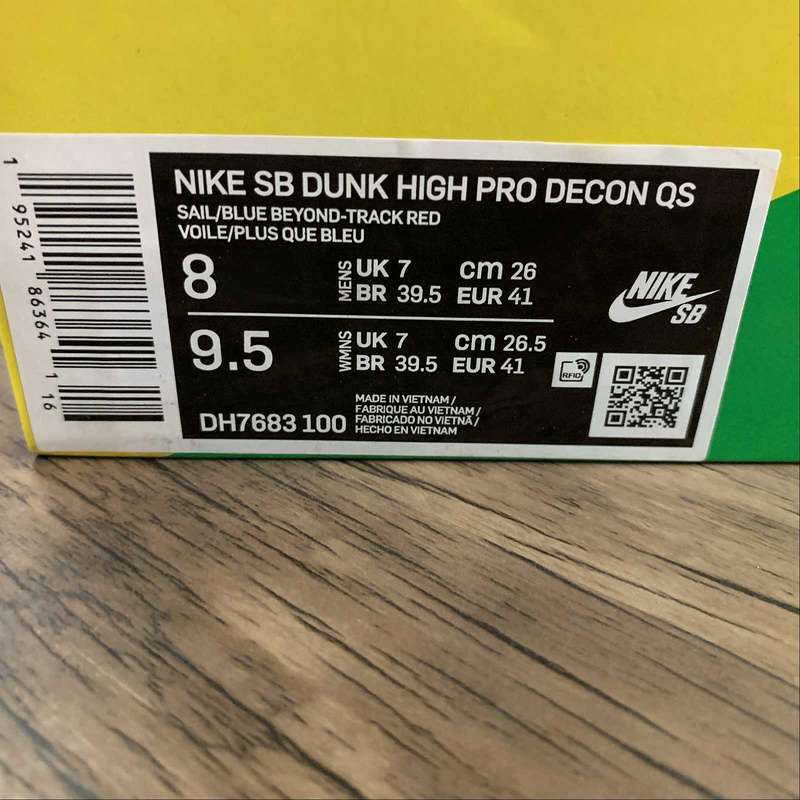 NIKE SB DUNK HIGH PRO DECON QS
SAIL/BLUE BEYOND-TRACK RED
VOILE/PLUS QUE BLEU
8 MENS UK 7 cm 26
BR 39.5 EUR 41
9.5 WMNS UK 7 cm 26.5
BR 39.5 EUR 41
DH7683 100
MADE IN VIETNAM /
FABRIQUE AU VIETNAM /
FABRICADO NO VIETNÃ /
HECHO EN VIETNAM
NIKE
SB
RFID
1 95241 86364 1 16